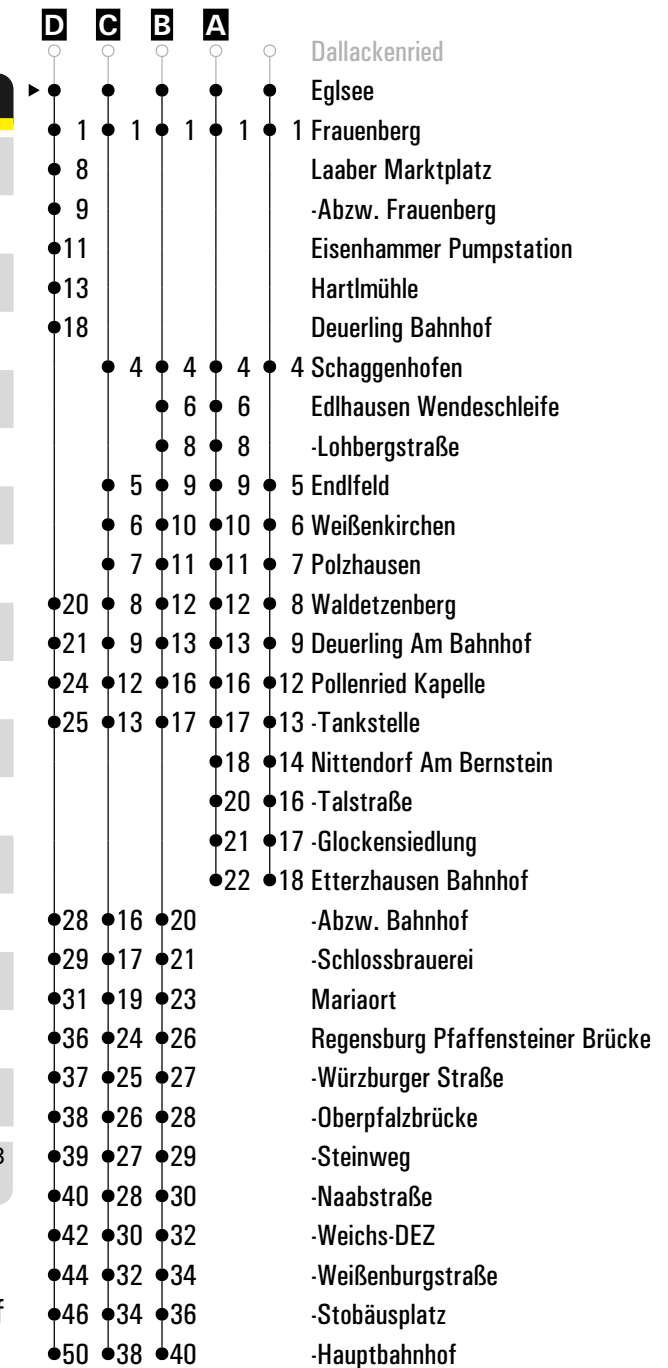 D C B A
Dallackenried
Eglsee
1 1 1 1 1 Frauenberg
8 Laaber Marktplatz
9 -Abzw. Frauenberg
11 Eisenhammer Pumpstation
13 Hartlmühle
18 Deuerling Bahnhof
4 4 4 4 Schaggenhofen
6 6 Edlhausen Wendeschleife
8 8 -Lohbergstraße
5 9 9 5 Endlfeld
6 10 10 6 Weißenkirchen
7 11 11 7 Polzhausen
20 8 12 12 8 Waldetzenberg
21 9 13 13 9 Deuerling Am Bahnhof
24 12 16 16 12 Pollenried Kapelle
25 13 17 17 13 -Tankstelle
18 14 Nittendorf Am Bernstein
20 16 -Talstraße
21 17 -Glockensiedlung
22 18 Etterzhausen Bahnhof
28 16 20 -Abzw. Bahnhof
29 17 21 -Schlossbrauerei
31 19 23 Mariaort
36 24 26 Regensburg Pfaffensteiner Brücke
37 25 27 -Würzburger Straße
38 26 28 -Oberpfalzbrücke
39 27 29 -Steinweg
40 28 30 -Naabstraße
42 30 32 -Weichs-DEZ
44 32 34 -Weißenburgstraße
46 34 36 -Stobäusplatz
50 38 40 -Hauptbahnhof